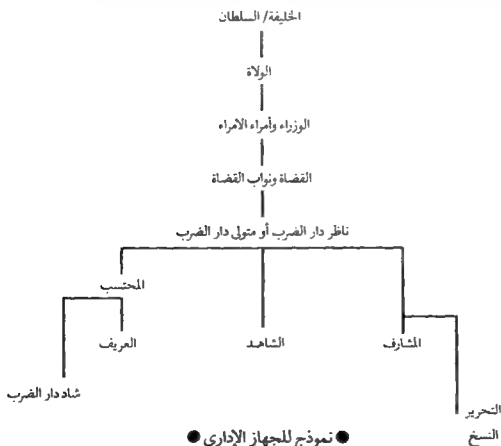 الخليفة/ السلطان
الولاة
الوزراء وأمراء الامراء
القضاة ونواب القضاة
ناظر دار الضرب أو متولى دار الضرب
المحتسب
المشارف
الشاهد
العريف
شاد دار الضرب
التحرير
النسخ
● نموذج للجهاز الإدارى ●